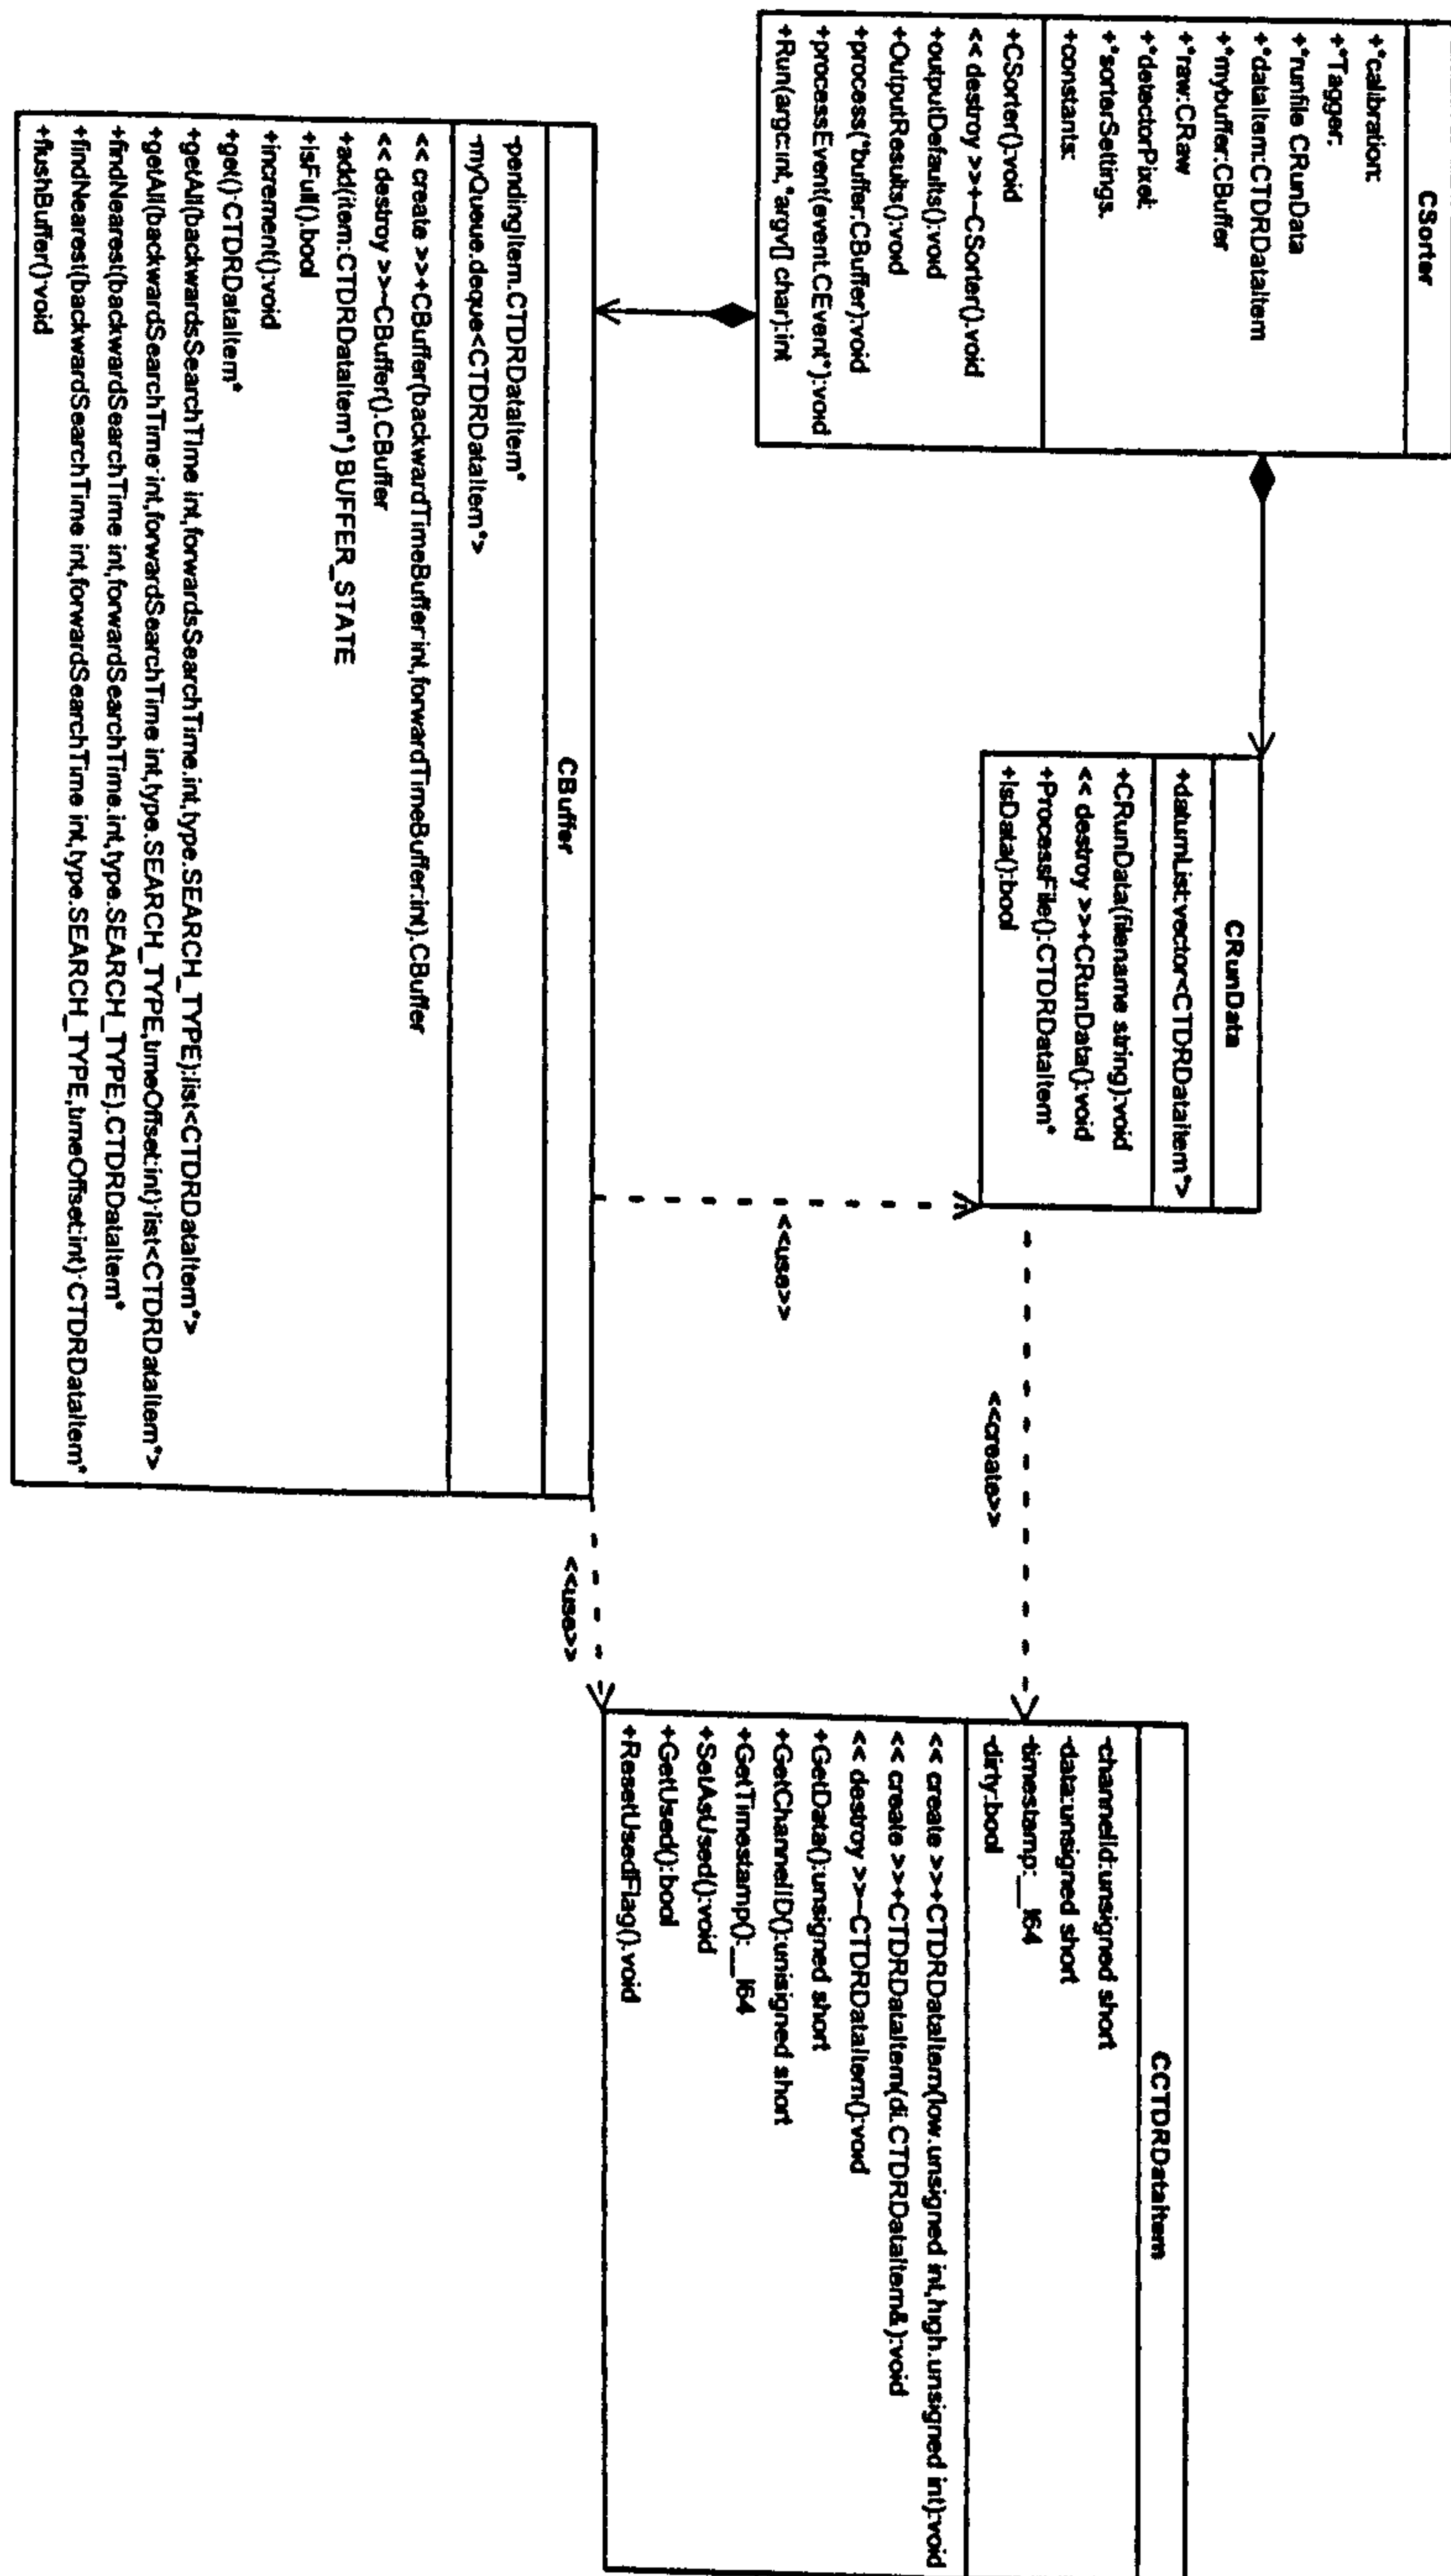 CSorter
+*calibration:
+*Tagger:
+*runfile CRunData
+*dataItem:CTDRDataItem
+*mybuffer:CBuffer
+*raw:CRaw
+*detectorPixel:
+*sorterSettings.
+constants:
+CSorter():void
<< destroy >>+~CSorter().void
+outputDefaults():void
+OutputResults():void
+process(*buffer.CBuffer):void
+processEvent(event.CEvent*):void
+Run(argc:int,*argv[] char):int
CRunData
+datumList:vector<CTDRDataItem*>
+CRunData(filename string):void
<< destroy >>+CRunData():void
+ProcessFile():CTDRDataItem*
+IsData():bool
<<use>>
<<create>>
CBuffer
-pendingItem.CTDRDataItem*
-myQueue.deque<CTDRDataItem*>
<< create >>+CBuffer(backwardTimeBuffer:int,forwardTimeBuffer:int).CBuffer
<< destroy >>~CBuffer().CBuffer
+add(item:CTDRDataItem*) BUFFER_STATE
+isFull().bool
+increment():void
+get()·CTDRDataItem*
+getAll(backwardsSearchTime int,forwardsSearchTime.int,type.SEARCH_TYPE):list<CTDRDataItem*>
+getAll(backwardSearchTime·int,forwardSearchTime int,type.SEARCH_TYPE,timeOffset:int)·list<CTDRDataItem*>
+findNearest(backwardSearchTime int,forwardSearchTime.int,type.SEARCH_TYPE).CTDRDataItem*
+findNearest(backwardSearchTime int,forwardSearchTime int,type.SEARCH_TYPE,timeOffset:int)·CTDRDataItem*
+flushBuffer()·void
<<use>>
CCTDRDataItem
-channelId:unsigned short
-data:unsigned short
-timestamp:__I64
-dirty:bool
<< create >>+CTDRDataItem(low.unsigned int,high.unsigned int):void
<< create >>+CTDRDataItem(di.CTDRDataItem&):void
<< destroy >>~CTDRDataItem():void
+GetData():unsigned short
+GetChannelID():unisigned short
+GetTimestamp():__I64
+SetAsUsed():void
+GetUsed():bool
+ResetUsedFlag().void